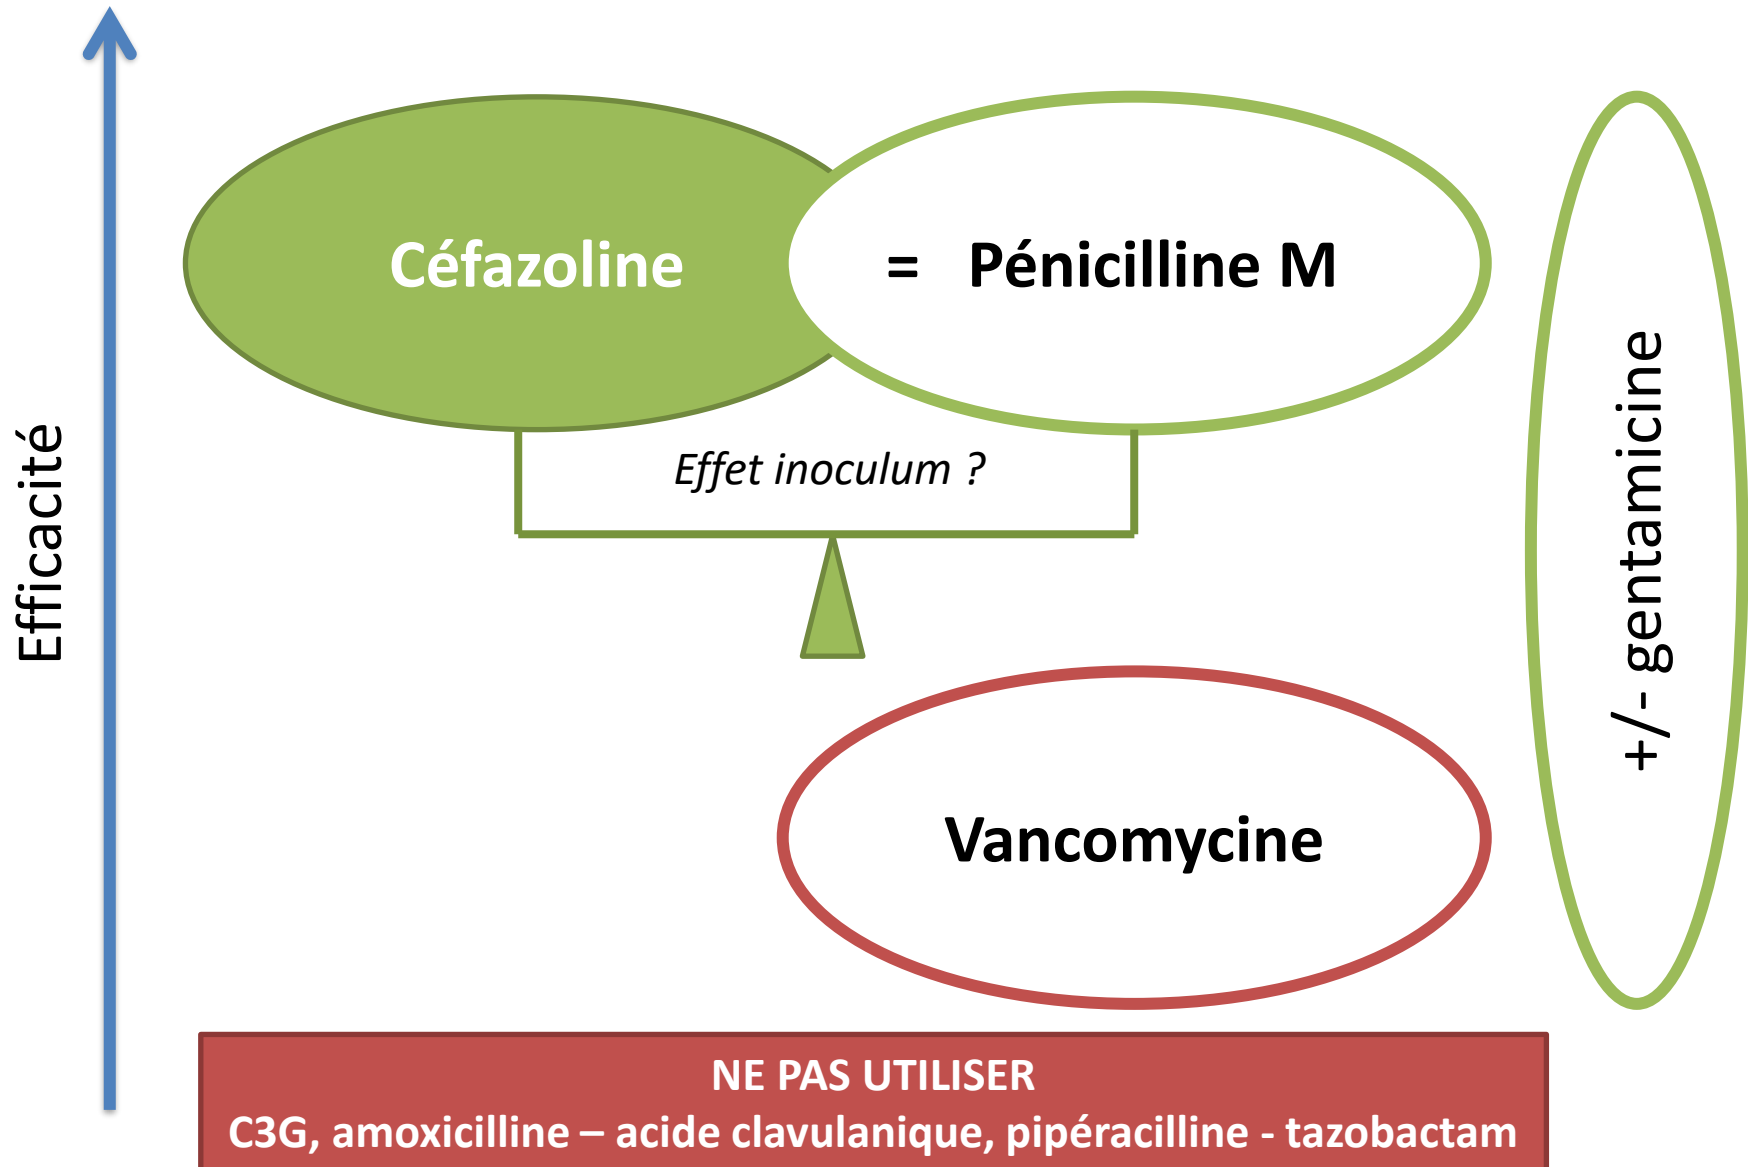 Efficacité
Céfazoline
= Pénicilline M
Effet inoculum ?
+/- gentamicine
Vancomycine
NE PAS UTILISER
C3G, amoxicilline – acide clavulanique, pipéracilline - tazobactam